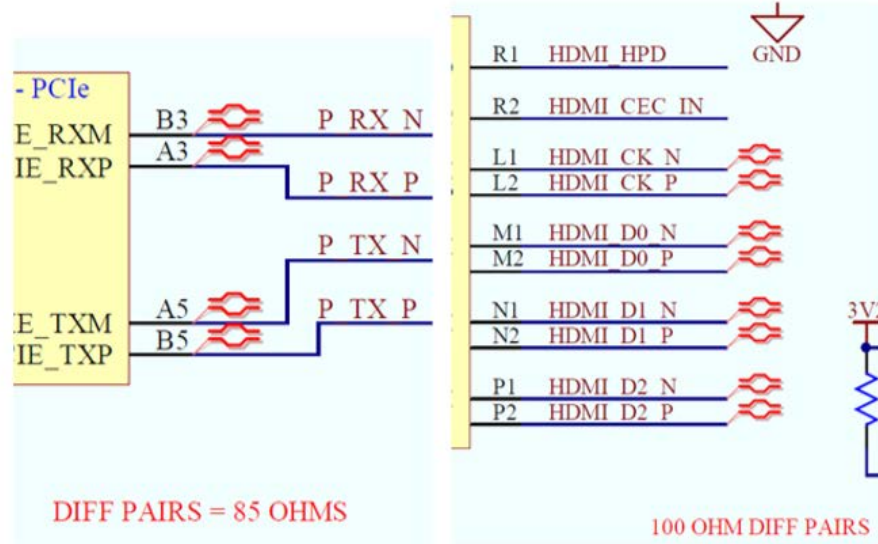 - PCIe
E_RXM B3 P_RX_N
IE_RXP A3
P_RX_P
P_TX_N
IE_TXM A5 P_TX_P
IE_TXP B5
DIFF PAIRS = 85 OHMS
GND
R1 HDMI_HPD
R2 HDMI_CEC_IN
L1 HDMI_CK_N
L2 HDMI_CK_P
M1 HDMI_D0_N
M2 HDMI_D0_P
N1 HDMI_D1_N
N2 HDMI_D1_P
P1 HDMI_D2_N
P2 HDMI_D2_P
100 OHM DIFF PAIRS